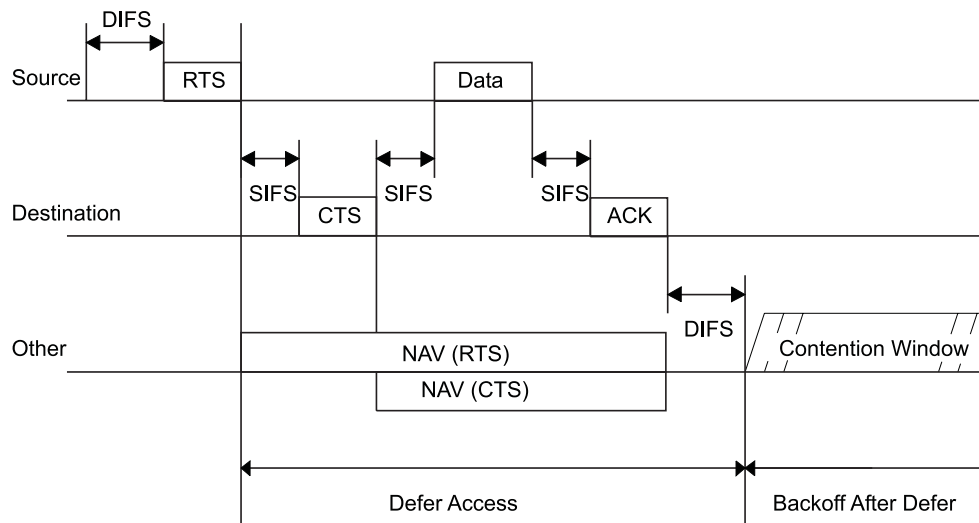 DIFS
Source
RTS
Data
SIFS
SIFS
SIFS
Destination
CTS
ACK
DIFS
Other
NAV (RTS)
Contention Window
NAV (CTS)
Defer Access
Backoff After Defer